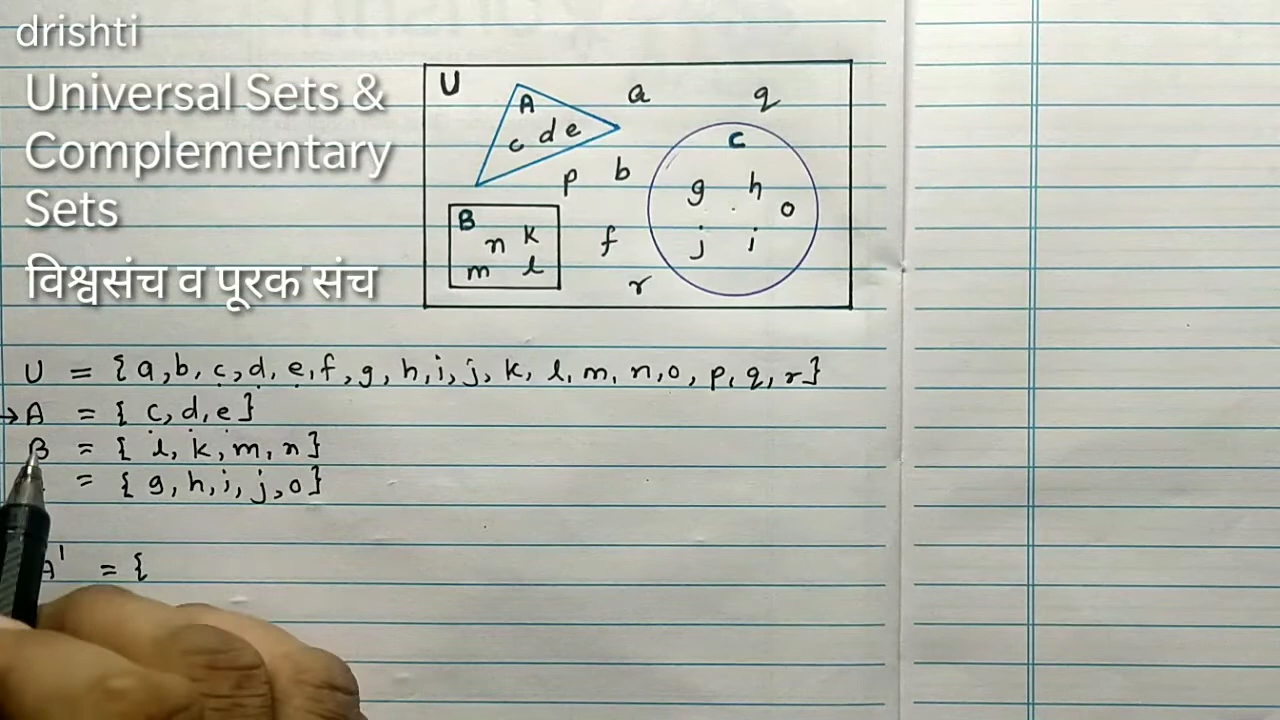 drishti
Universal Sets &
Complementary
Sets
विश्वसंच व पूरक संच
U
A
c d e
a
q
p
b
B
n k
m l
f
r
C
g h
o
j i
U = {a, b, c, d, e, f, g, h, i, j, k, l, m, n, o, p, q, r}
→ A = { c, d, e }
B = { l, k, m, n }
= { g, h, i, j, o }
A' = {